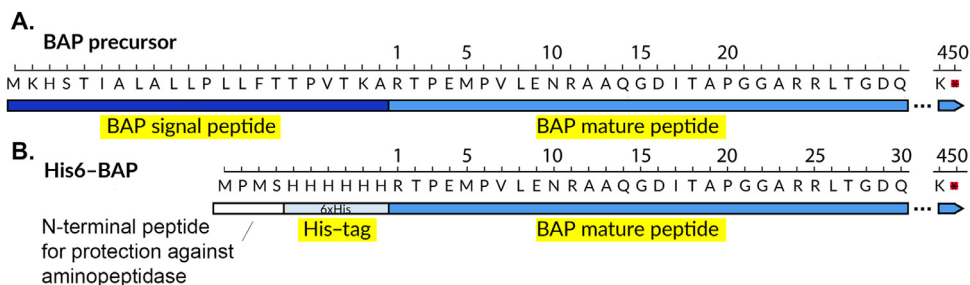 A.
BAP precursor
1 5 10 15 20 450
M K H S T I A L A L L P L L F T T P V T K A R T P E M P V L E N R A A Q G D I T A P G G A R R L T G D Q K *
BAP signal peptide BAP mature peptide
B.
His6–BAP
1 5 10 15 20 25 30 450
M P M S H H H H H H R T P E M P V L E N R A A Q G D I T A P G G A R R L T G D Q K *
6xHis
N-terminal peptide
for protection against
aminopeptidase
His–tag BAP mature peptide